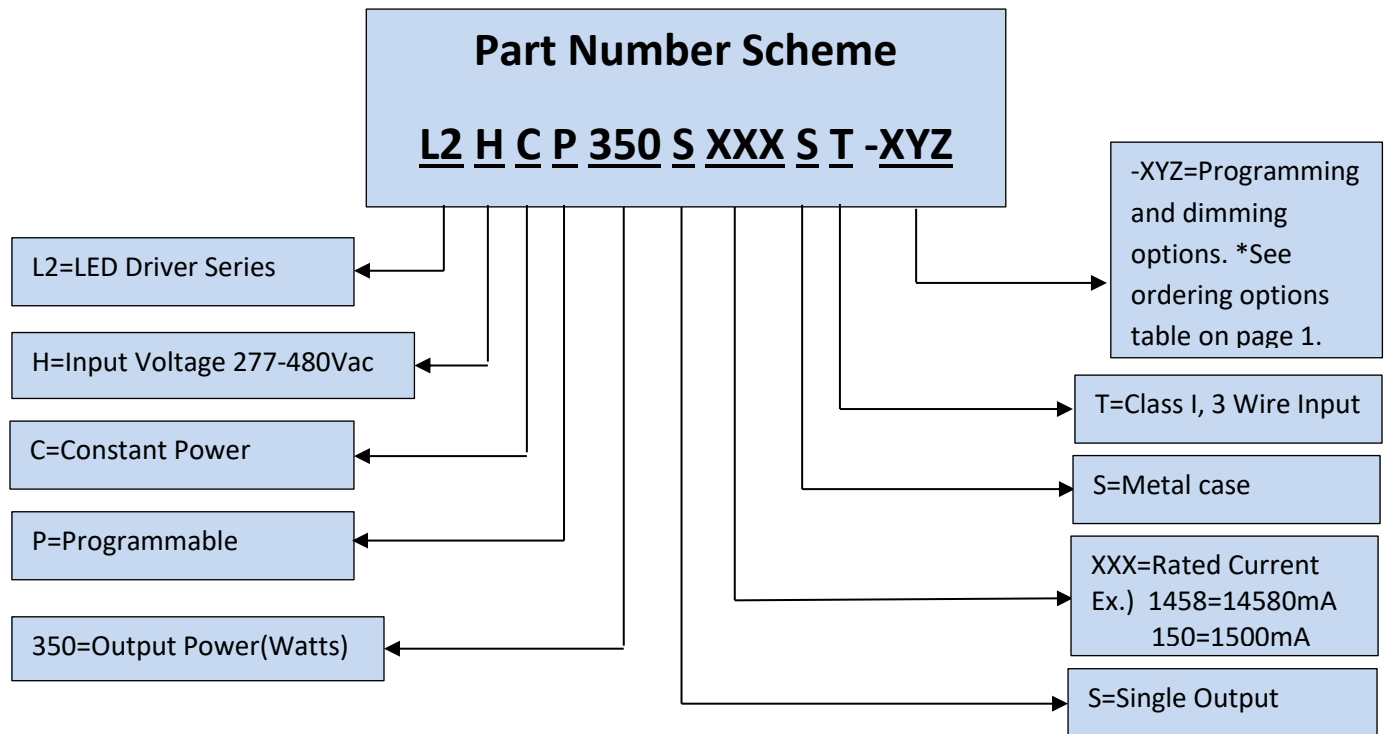 Part Number Scheme
L2 H C P 350 S XXX S T -XYZ
L2=LED Driver Series
H=Input Voltage 277-480Vac
C=Constant Power
P=Programmable
350=Output Power(Watts)
-XYZ=Programming
and dimming
options. *See
ordering options
table on page 1.
T=Class I, 3 Wire Input
S=Metal case
XXX=Rated Current
Ex.) 1458=14580mA
150=1500mA
S=Single Output